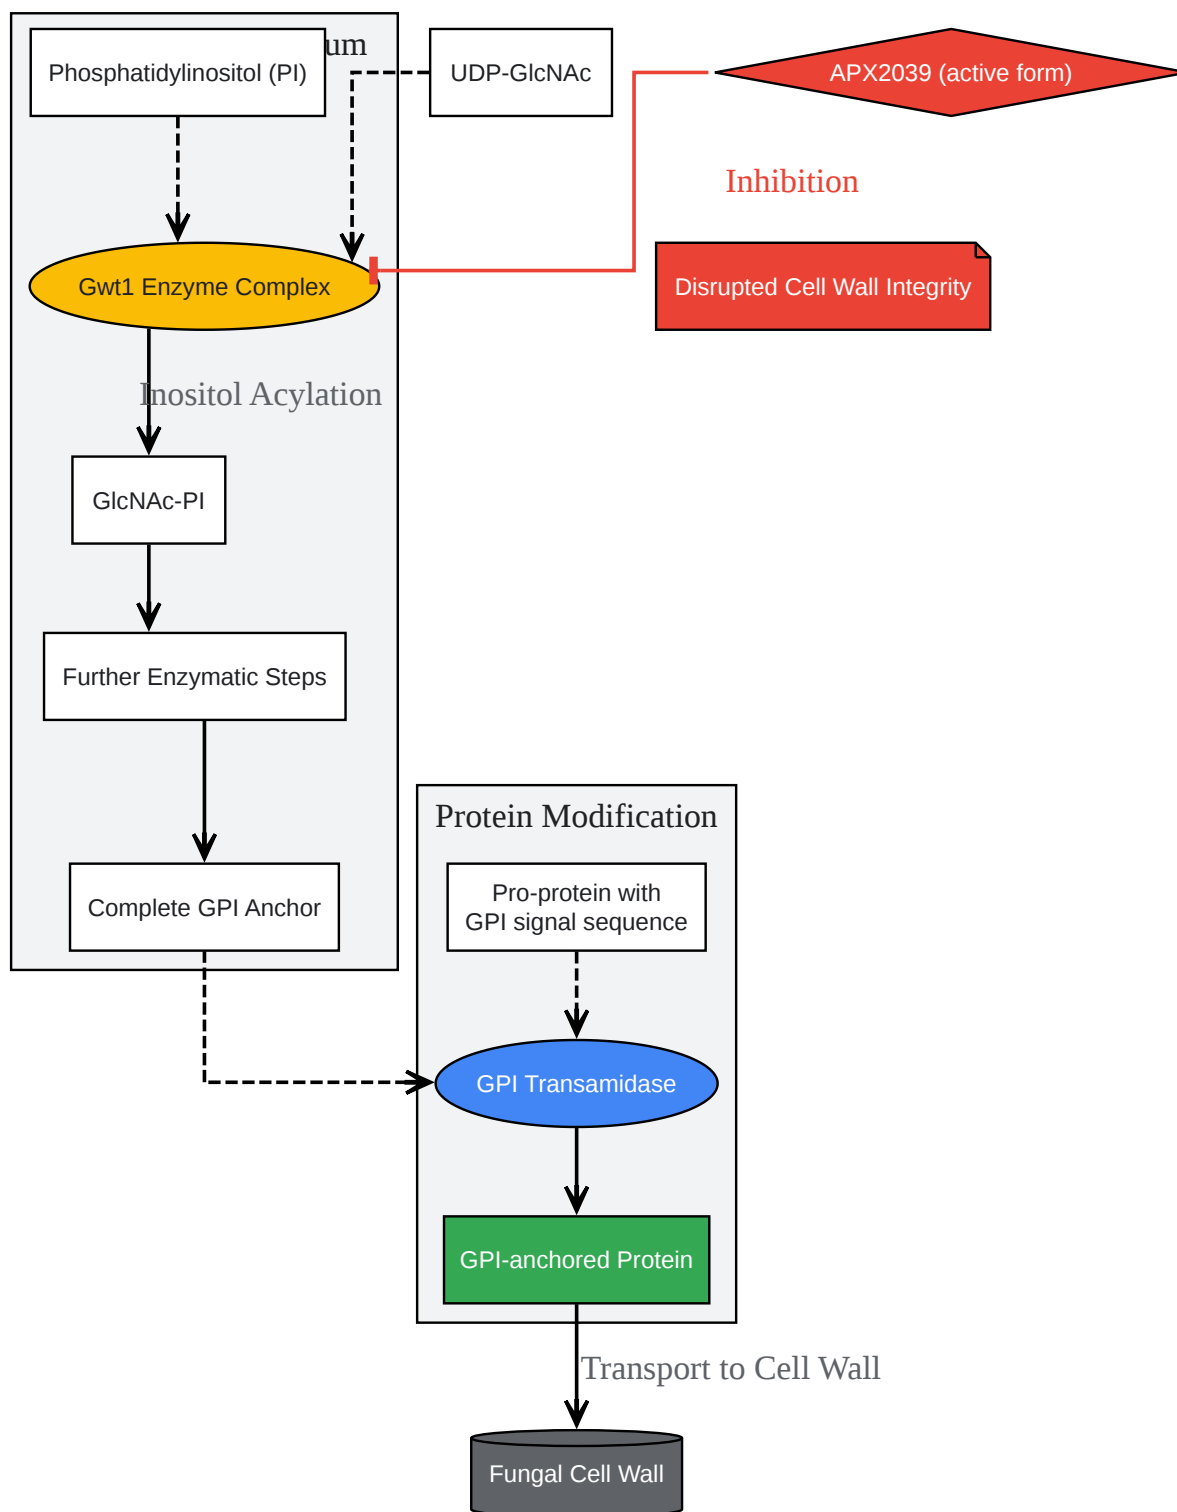 Phosphatidylinositol (PI)
UDP-GlcNAc
APX2039 (active form)
Inhibition
Gwt1 Enzyme Complex
Disrupted Cell Wall Integrity
Inositol Acylation
GlcNAc-PI
Further Enzymatic Steps
Protein Modification
Complete GPI Anchor
Pro-protein with
GPI signal sequence
GPI Transamidase
GPI-anchored Protein
Transport to Cell Wall
Fungal Cell Wall